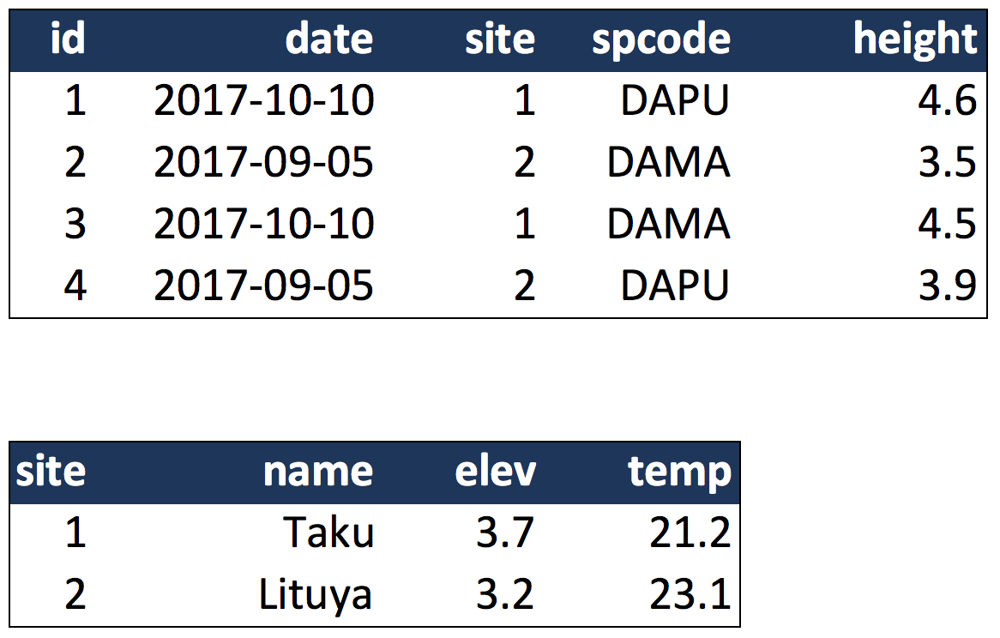 id date site spcode height
1 2017-10-10 1 DAPU 4.6
2 2017-09-05 2 DAMA 3.5
3 2017-10-10 1 DAMA 4.5
4 2017-09-05 2 DAPU 3.9
site name elev temp
1 Taku 3.7 21.2
2 Lituya 3.2 23.1